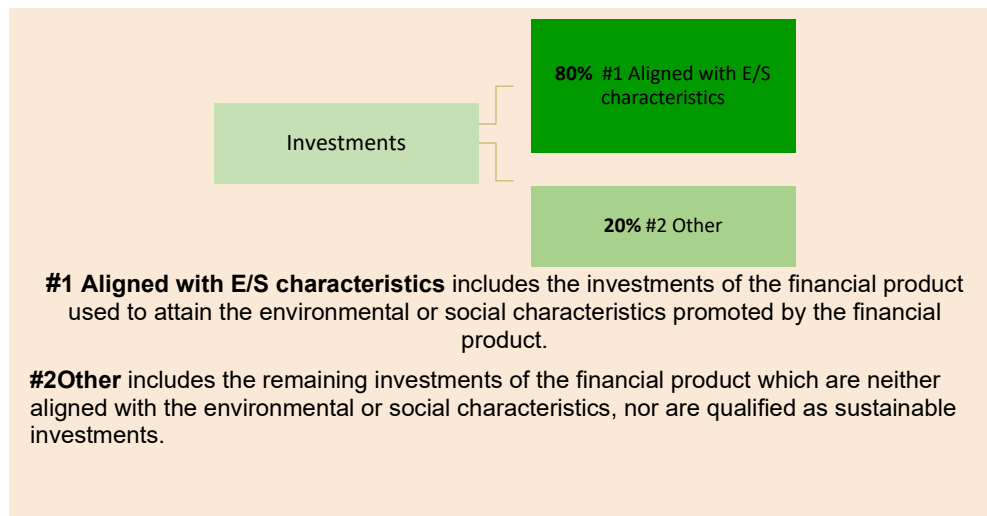 80% #1 Aligned with E/S
characteristics
Investments
20% #2 Other
#1 Aligned with E/S characteristics includes the investments of the financial product
used to attain the environmental or social characteristics promoted by the financial
product.
#2Other includes the remaining investments of the financial product which are neither
aligned with the environmental or social characteristics, nor are qualified as sustainable
investments.